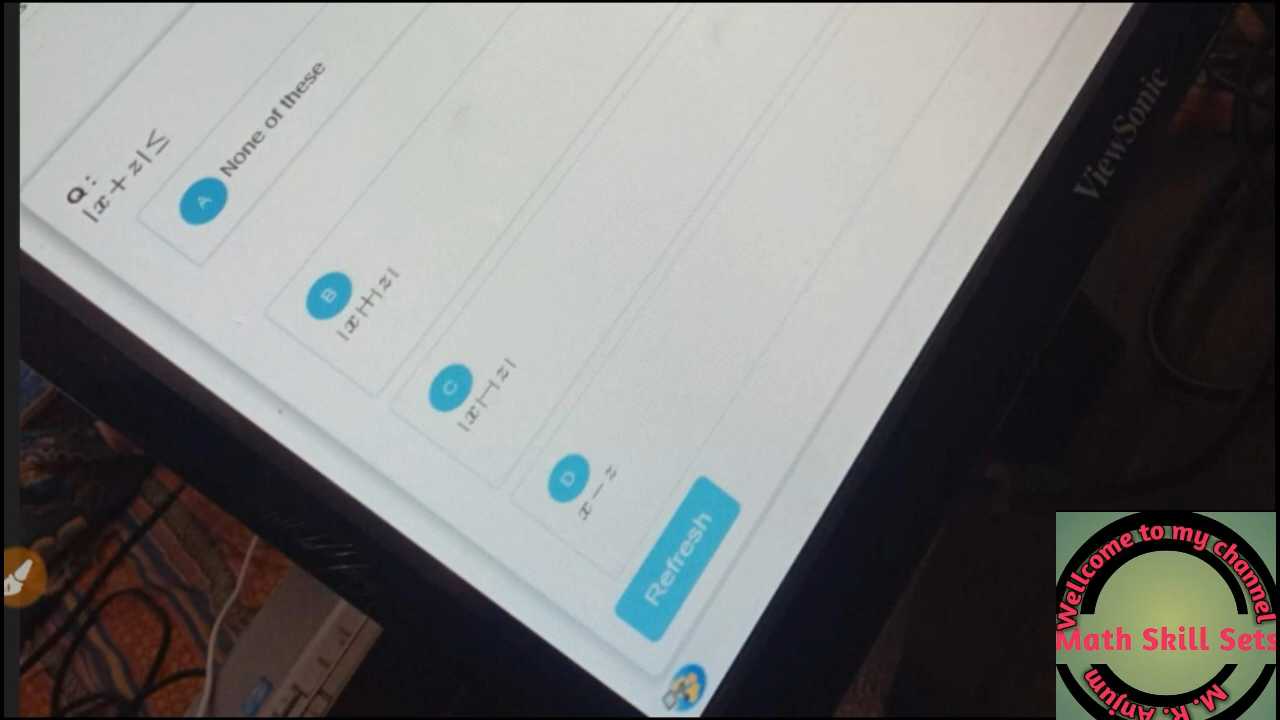 Q:
|x + z| ≤
A None of these
B |x|+|z|
C |x|−|z|
D x − z
Refresh
ViewSonic
Wellcome to my channel
Math Skill Sets
M. R. Anjum